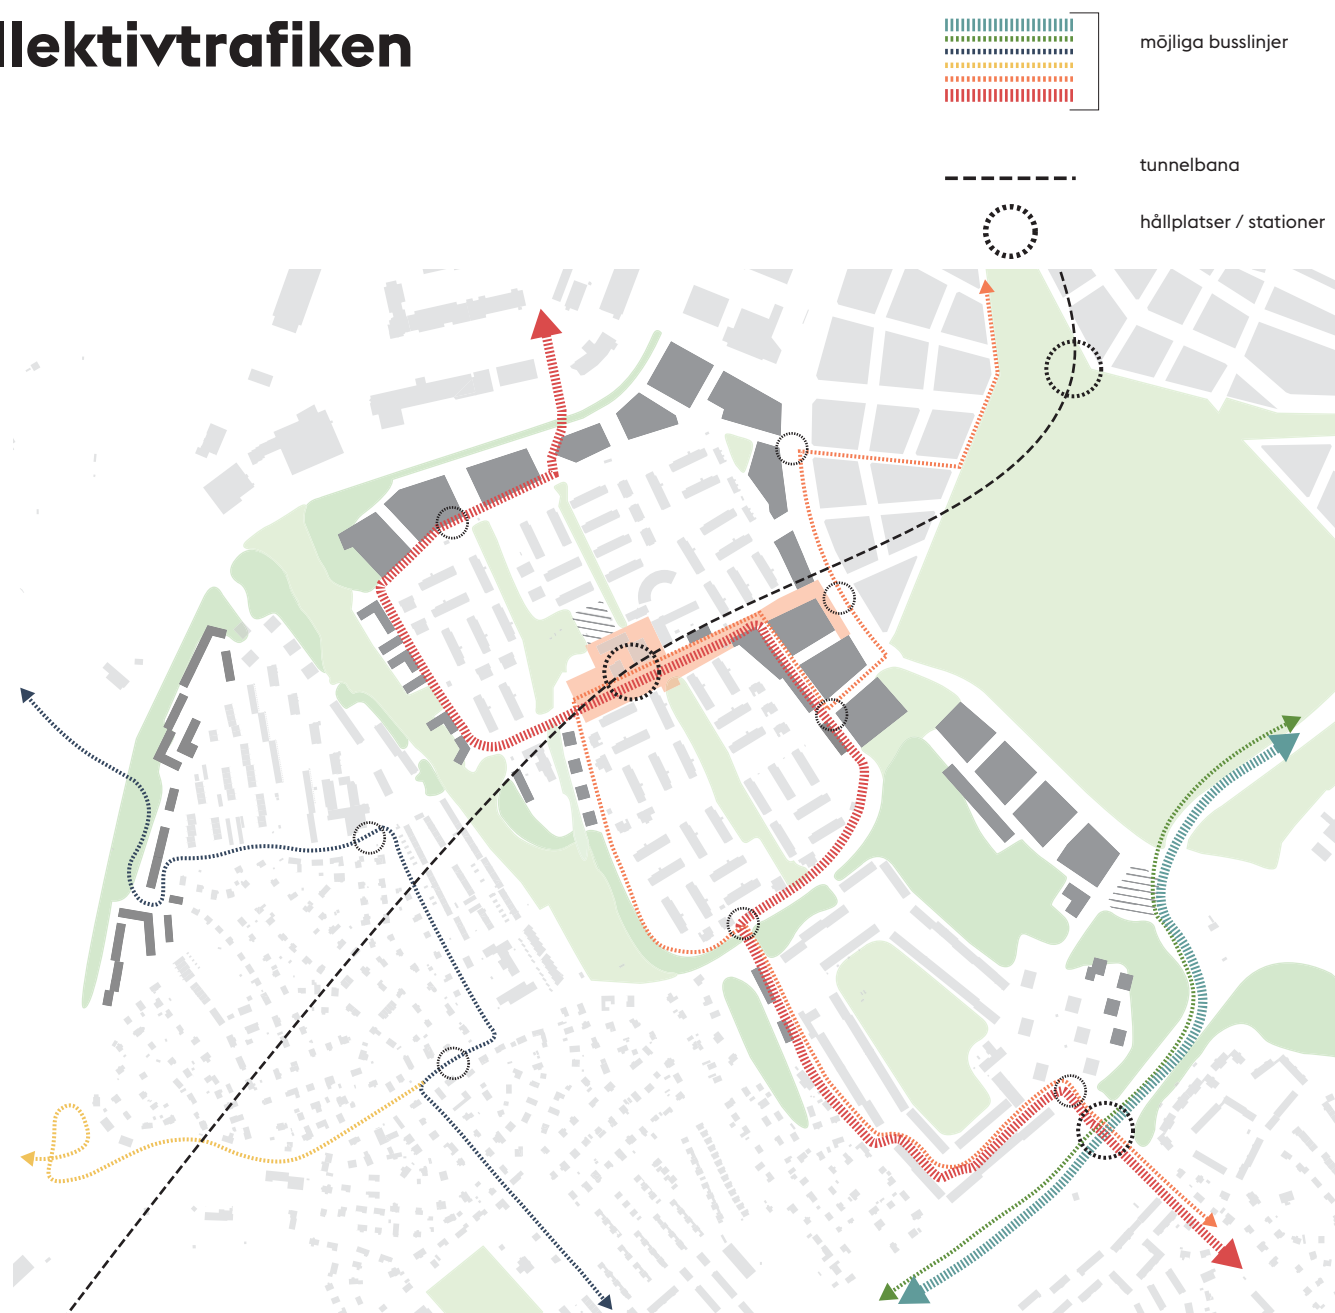 llektivtrafiken
möjliga busslinjer
tunnelbana
hållplatser / stationer